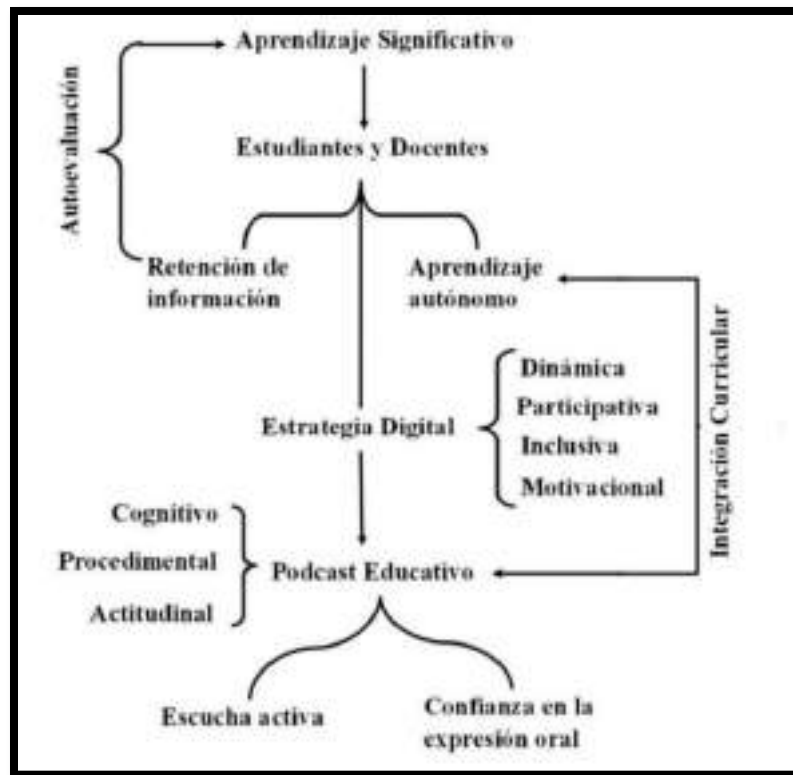 Aprendizaje Significativo
Autoevaluación
Estudiantes y Docentes
Retención de
información
Aprendizaje
autónomo
Integración Curricular
Estrategia Digital
Dinámica
Participativa
Inclusiva
Motivacional
Cognitivo
Procedimental
Actitudinal
Podcast Educativo
Escucha activa
Confianza en la
expresión oral